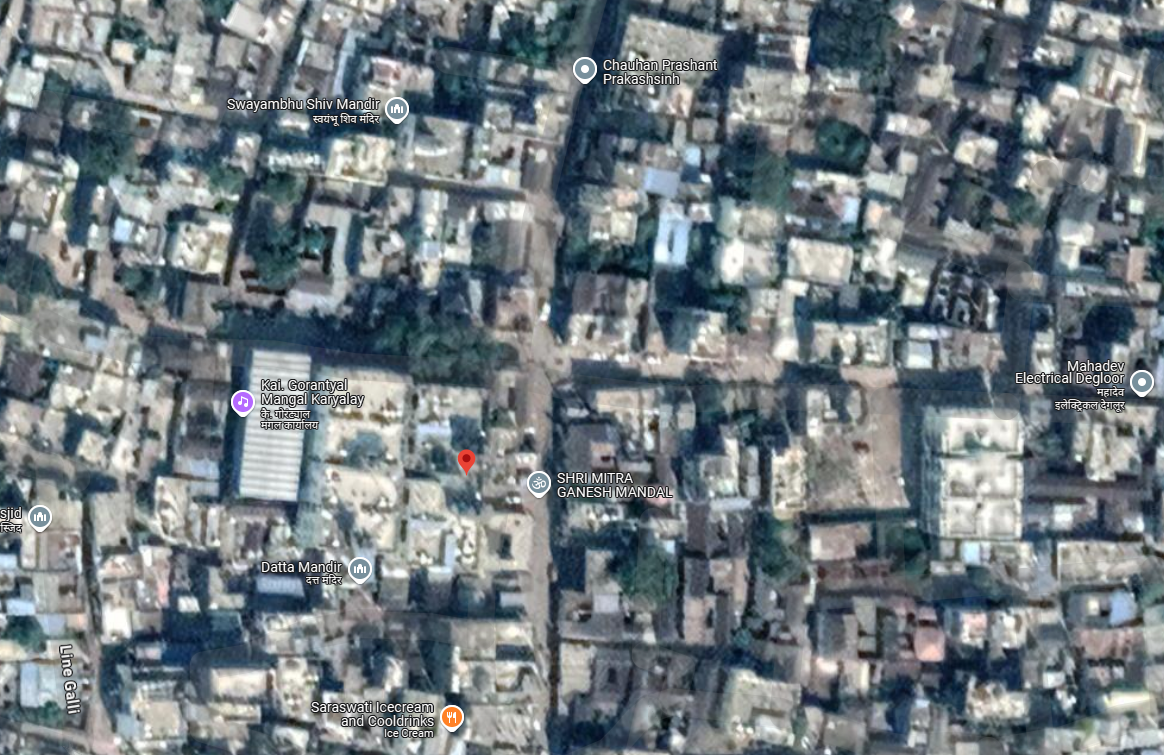 Chauhan Prashant
Prakashsinh
Swayambhu Shiv Mandir
स्वयंभू शिव मंदिर
Mahadev
Electrical Degloor
महादेव
इलेक्ट्रिकल देगलूर
Kai. Gorantyal
Mangal Karyalay
कै. गोरंट्याल
मंगल कार्यालय
SHRI MITRA
GANESH MANDAL
sjid
स्जिद
Datta Mandir
दत्त मंदिर
Line Galli
Saraswati Icecream
and Cooldrinks
Ice Cream